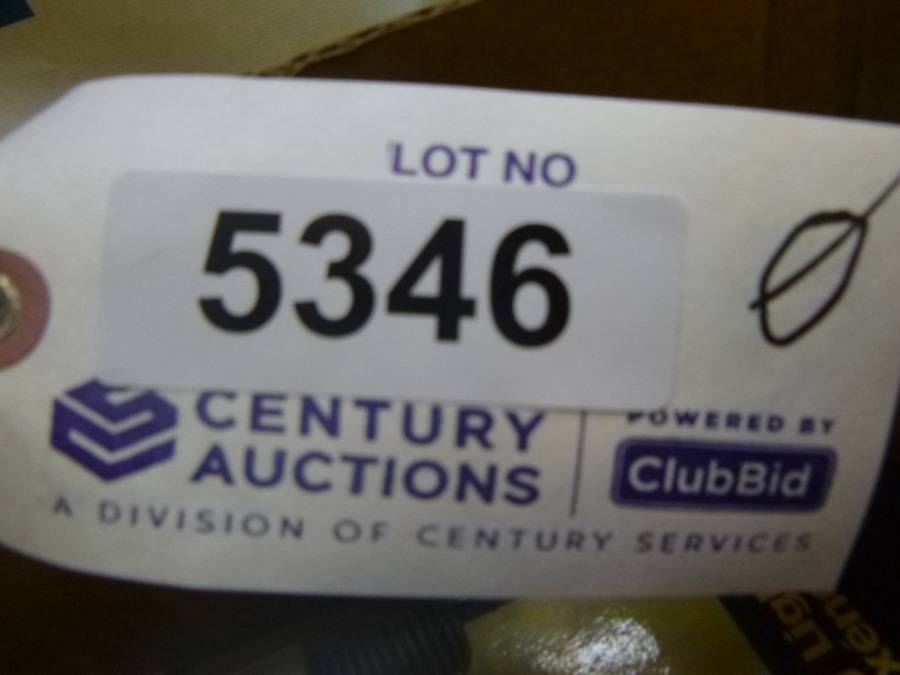 LOT NO
5346
CENTURY
AUCTIONS
A DIVISION OF CENTURY SERVICES
POWERED BY
ClubBid